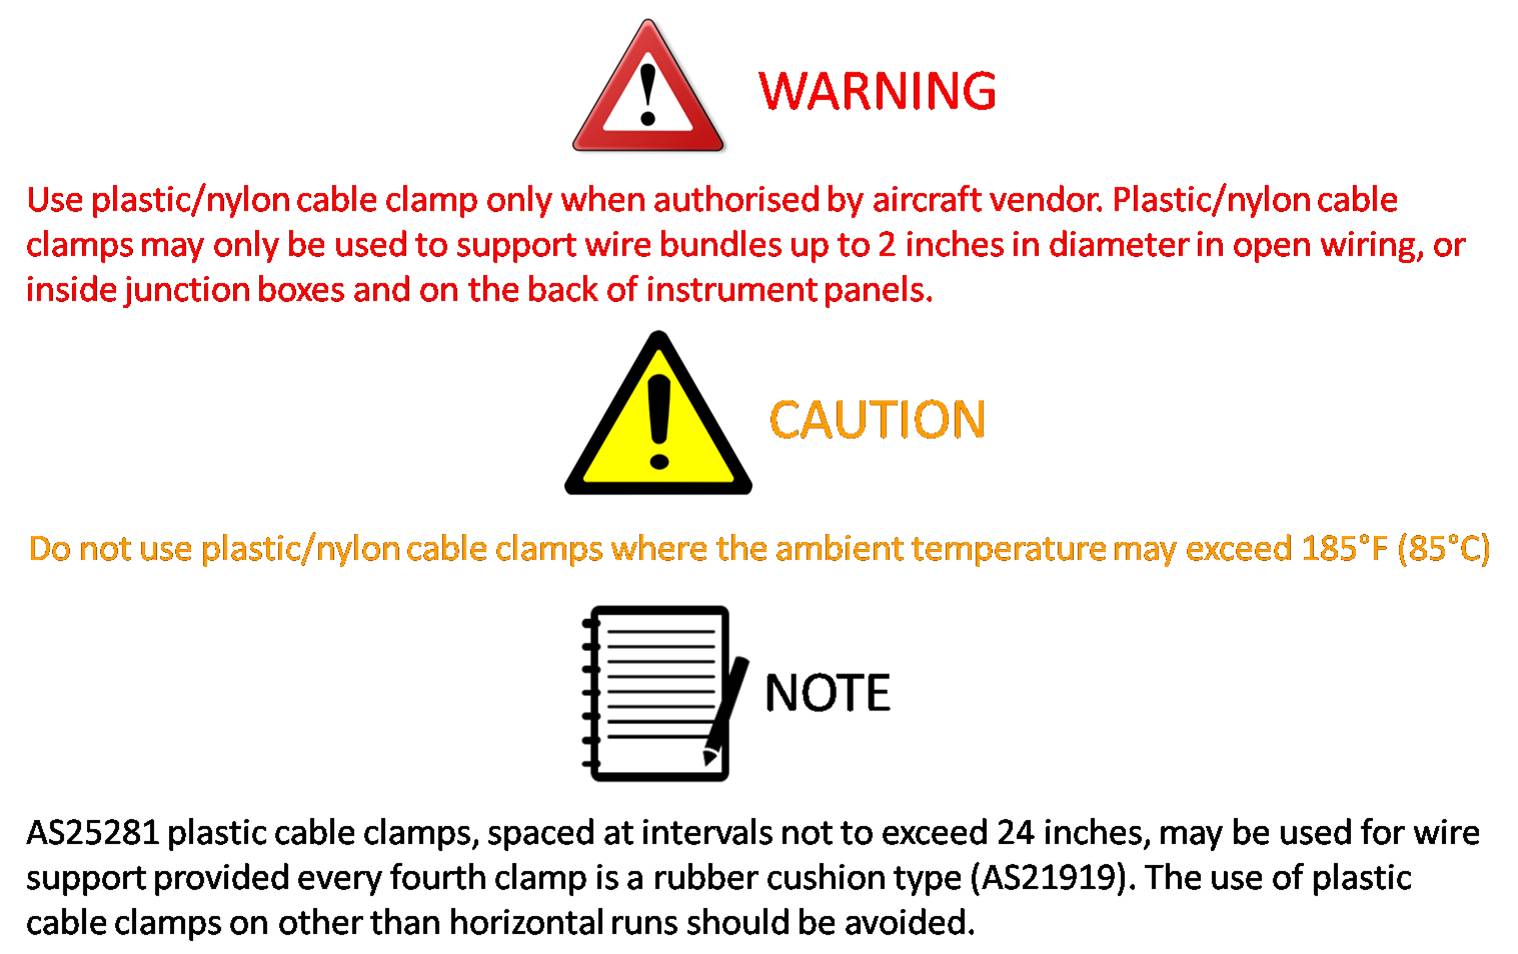 WARNING
Use plastic/nylon cable clamp only when authorised by aircraft vendor. Plastic/nylon cable
clamps may only be used to support wire bundles up to 2 inches in diameter in open wiring, or
inside junction boxes and on the back of instrument panels.
CAUTION
Do not use plastic/nylon cable clamps where the ambient temperature may exceed 185°F (85°C)
NOTE
AS25281 plastic cable clamps, spaced at intervals not to exceed 24 inches, may be used for wire
support provided every fourth clamp is a rubber cushion type (AS21919). The use of plastic
cable clamps on other than horizontal runs should be avoided.